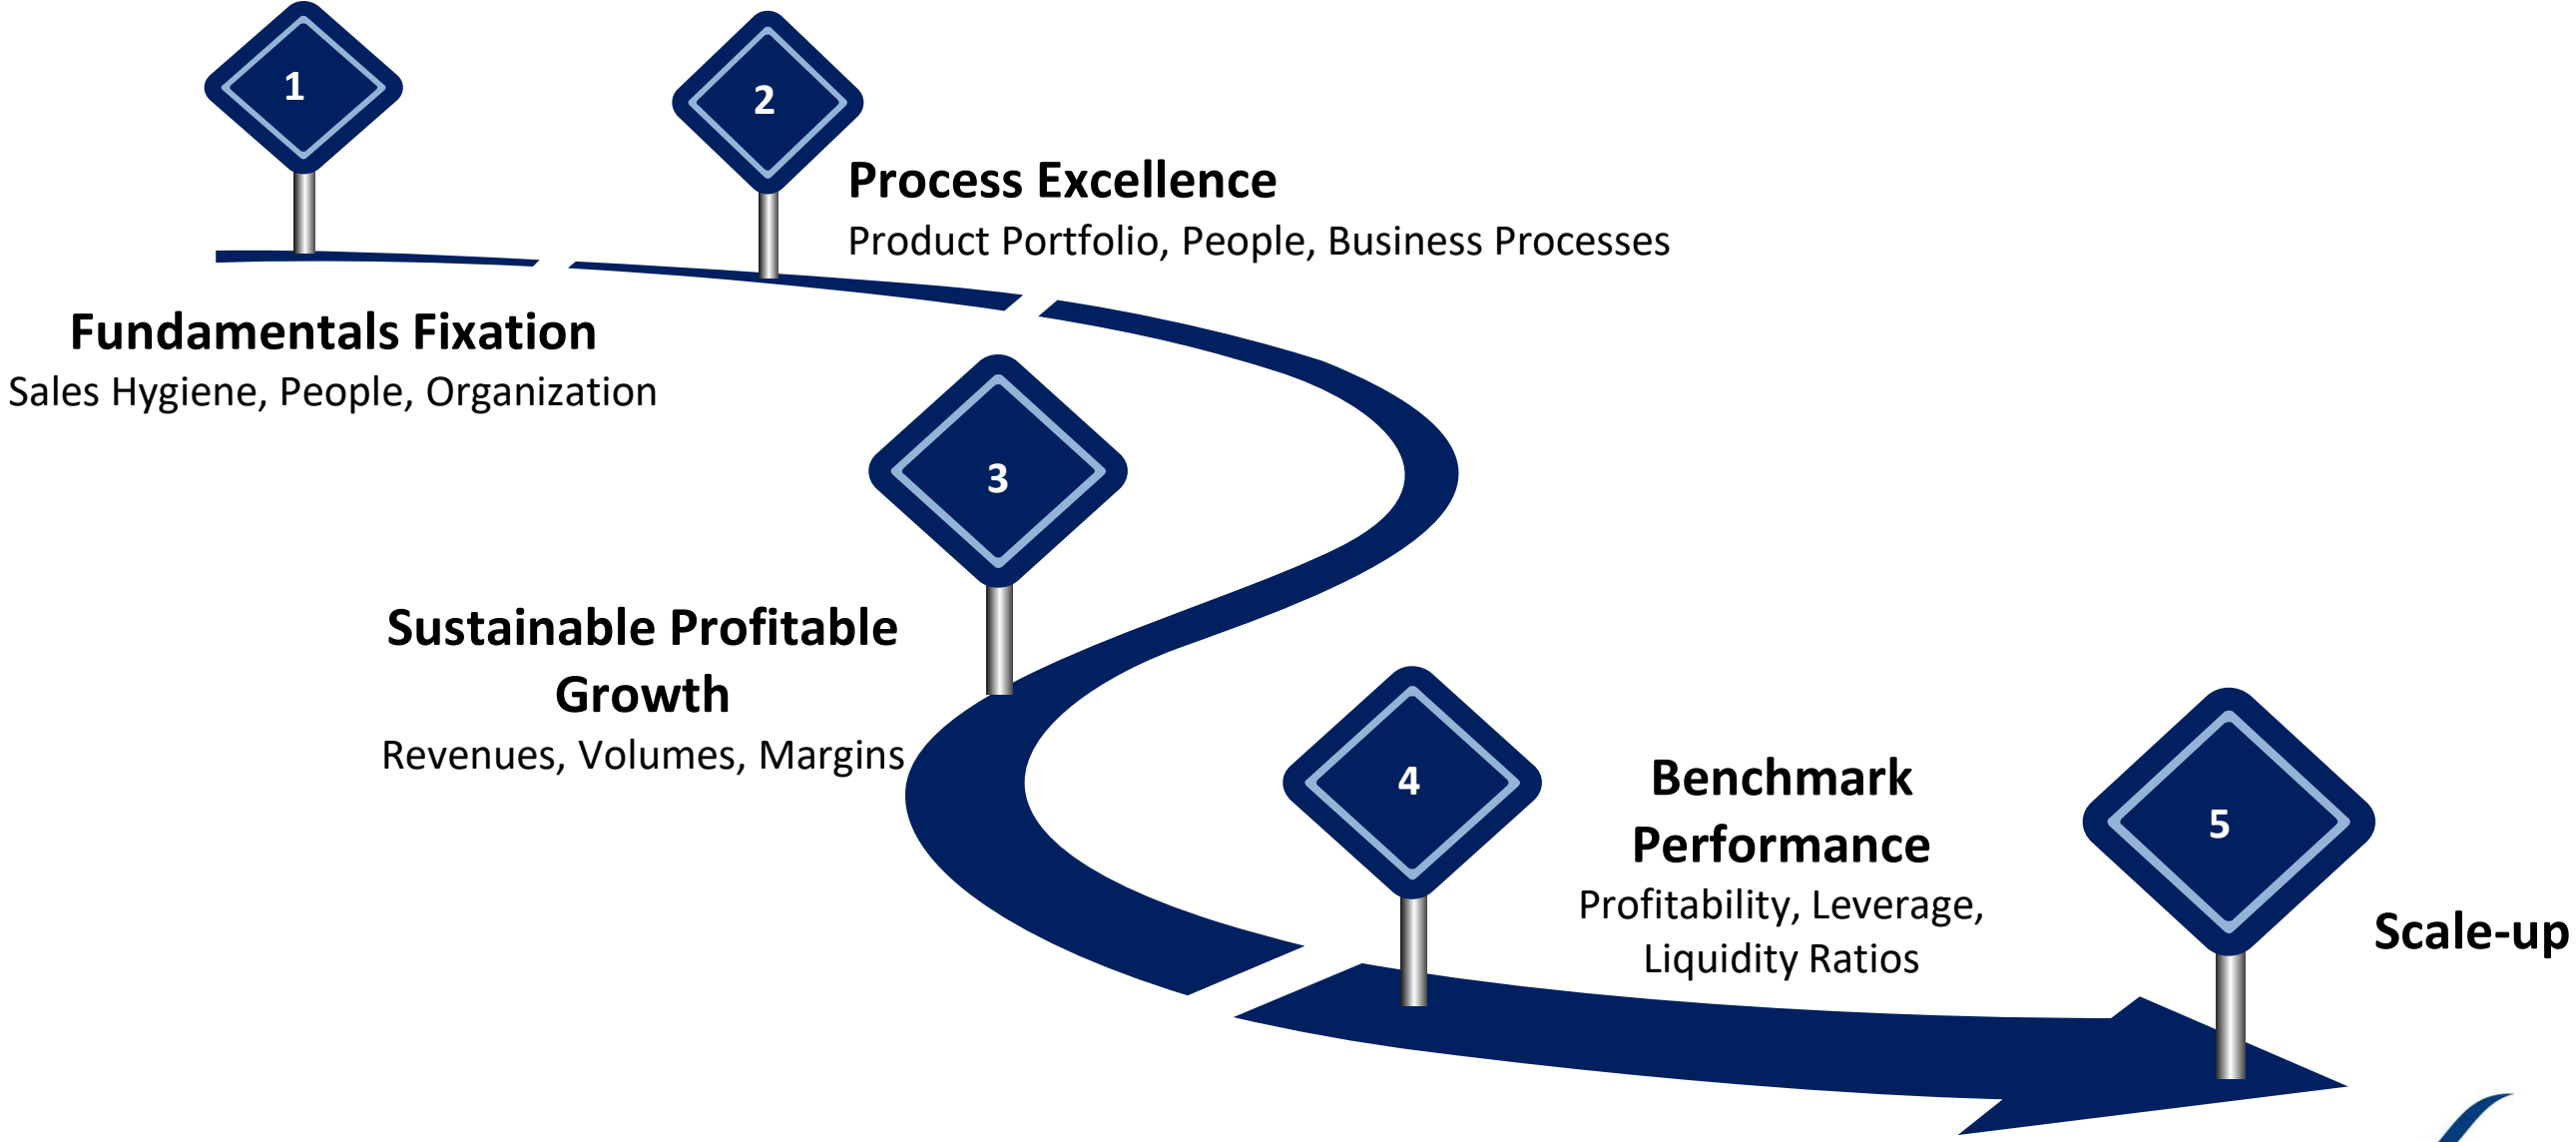 1
Fundamentals Fixation
Sales Hygiene, People, Organization
2
Process Excellence
Product Portfolio, People, Business Processes
3
Sustainable Profitable
Growth
Revenues, Volumes, Margins
4
Benchmark
Performance
Profitability, Leverage,
Liquidity Ratios
5
Scale-up